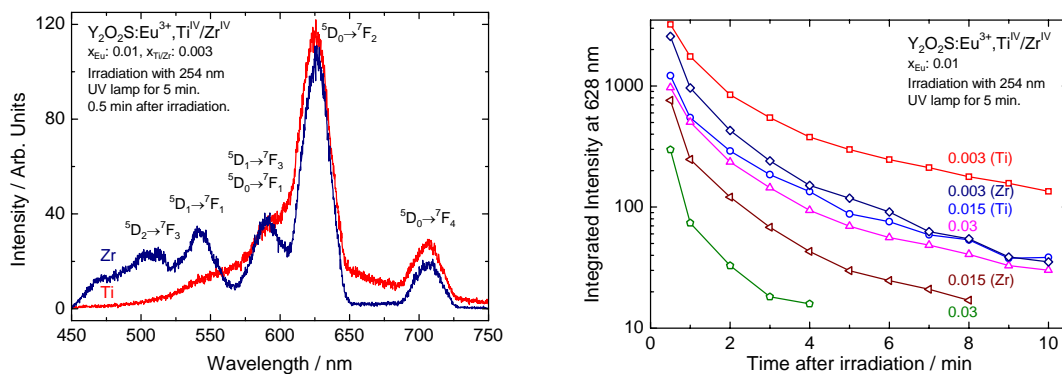 120
80
40
0
450
500
550
600
650
700
750
Intensity / Arb. Units
Wavelength / nm
Y₂O₂S:Eu³⁺,Tiᴵⱽ/Zrᴵⱽ
x_Eu: 0.01, x_Ti/Zr: 0.003
Irradiation with 254 nm
UV lamp for 5 min.
0.5 min after irradiation.
⁵D₀→⁷F₂
⁵D₁→⁷F₃
⁵D₀→⁷F₁
⁵D₁→⁷F₁
⁵D₂→⁷F₃
⁵D₀→⁷F₄
Zr
Ti
1000
100
10
0
2
4
6
8
10
Integrated Intensity at 628 nm
Time after irradiation / min
Y₂O₂S:Eu³⁺,Tiᴵⱽ/Zrᴵⱽ
x_Eu: 0.01
Irradiation with 254 nm
UV lamp for 5 min.
0.003 (Ti)
0.003 (Zr)
0.015 (Ti)
0.03
0.015 (Zr)
0.03